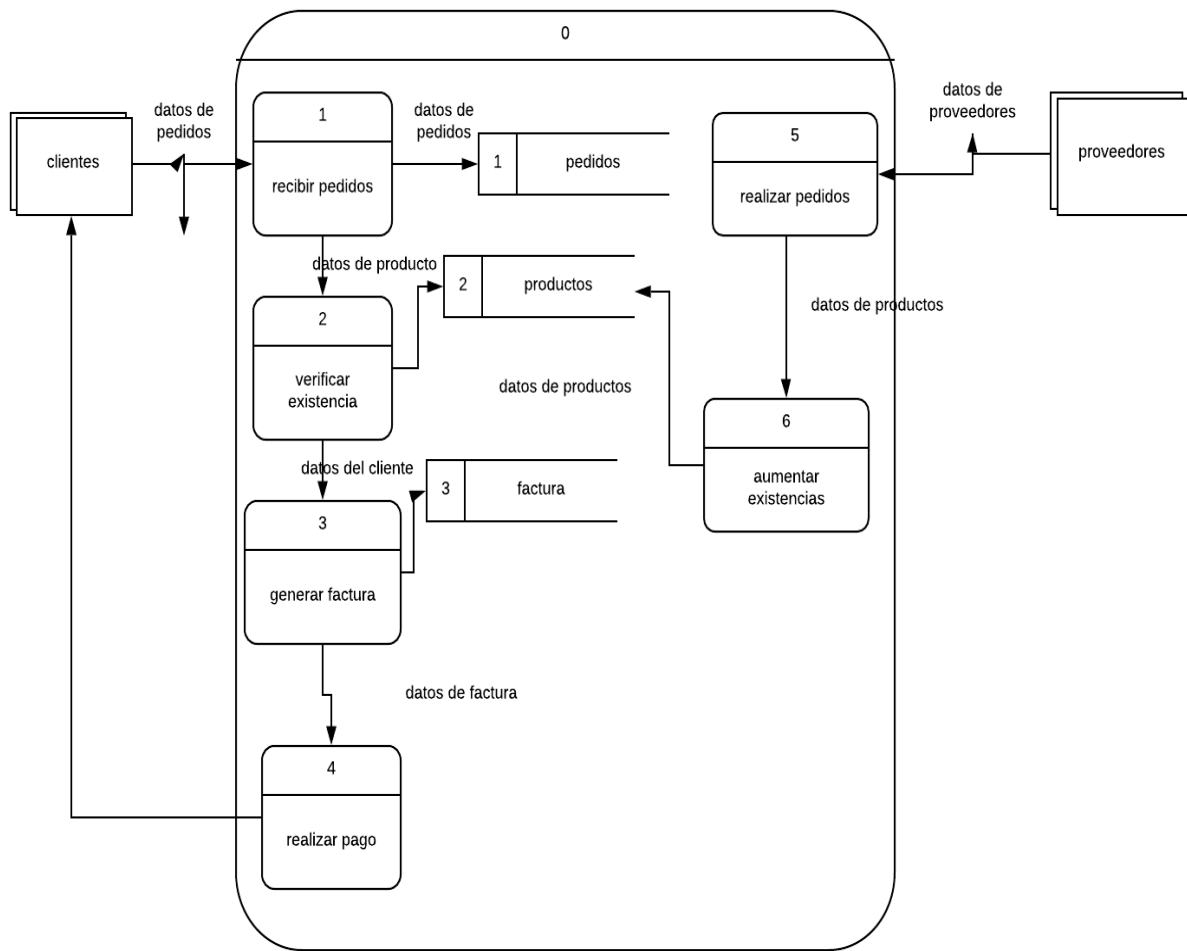 0
clientes
datos de
pedidos
1
recibir pedidos
datos de
pedidos
1
pedidos
5
realizar pedidos
datos de
proveedores
proveedores
datos de producto
2
productos
datos de productos
2
verificar
existencia
datos de productos
6
aumentar
existencias
datos del cliente
3
factura
3
generar factura
datos de factura
4
realizar pago